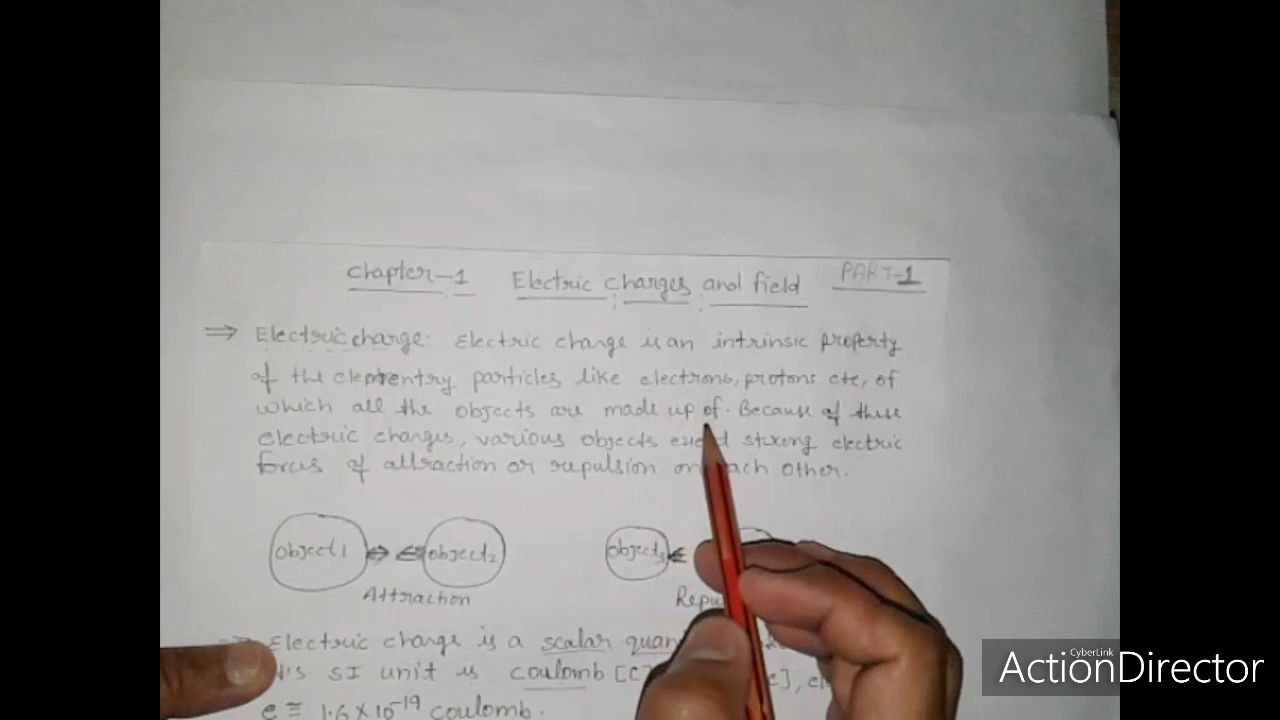 Chapter-1 Electric Charges and field PART-1
⇒ Electric charge: Electric charge is an intrinsic property
of the elementry particles like electrons, protons etc, of
which all the objects are made up of. Because of these
electric charges, various objects strong electric
forces of attraction or repulsion on each other.
object1 object2 object
Attraction
Electric charge is a scalar
It's SI unit is coulomb [C]
e ≅ 1.6 × 10⁻¹⁹ coulomb.
CyberLink
ActionDirector